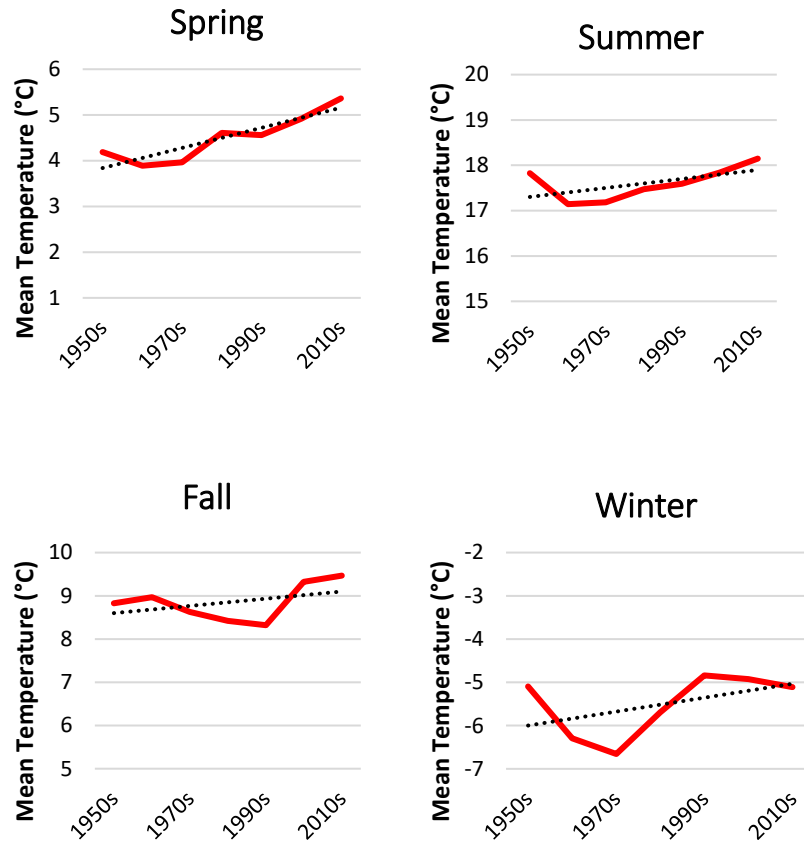 Spring
Mean Temperature (°C)
6
5
4
3
2
1
1950s
1970s
1990s
2010s
Summer
Mean Temperature (°C)
20
19
18
17
16
15
1950s
1970s
1990s
2010s
Fall
Mean Temperature (°C)
10
9
8
7
6
5
1950s
1970s
1990s
2010s
Winter
Mean Temperature (°C)
-2
-3
-4
-5
-6
-7
1950s
1970s
1990s
2010s